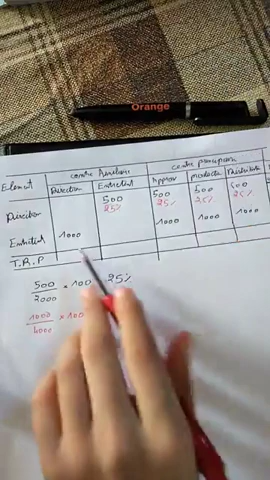 Orange
centre Auxiliaire centre principaux
Element Direction Entretient Approv production Distribution
500 500 500 500
Direction 25% 25% 25% 25%
1000 1000 1000
Entretient 1000
T.R.P
500 / 2000 × 100 25%
1000 / 4000 × 100